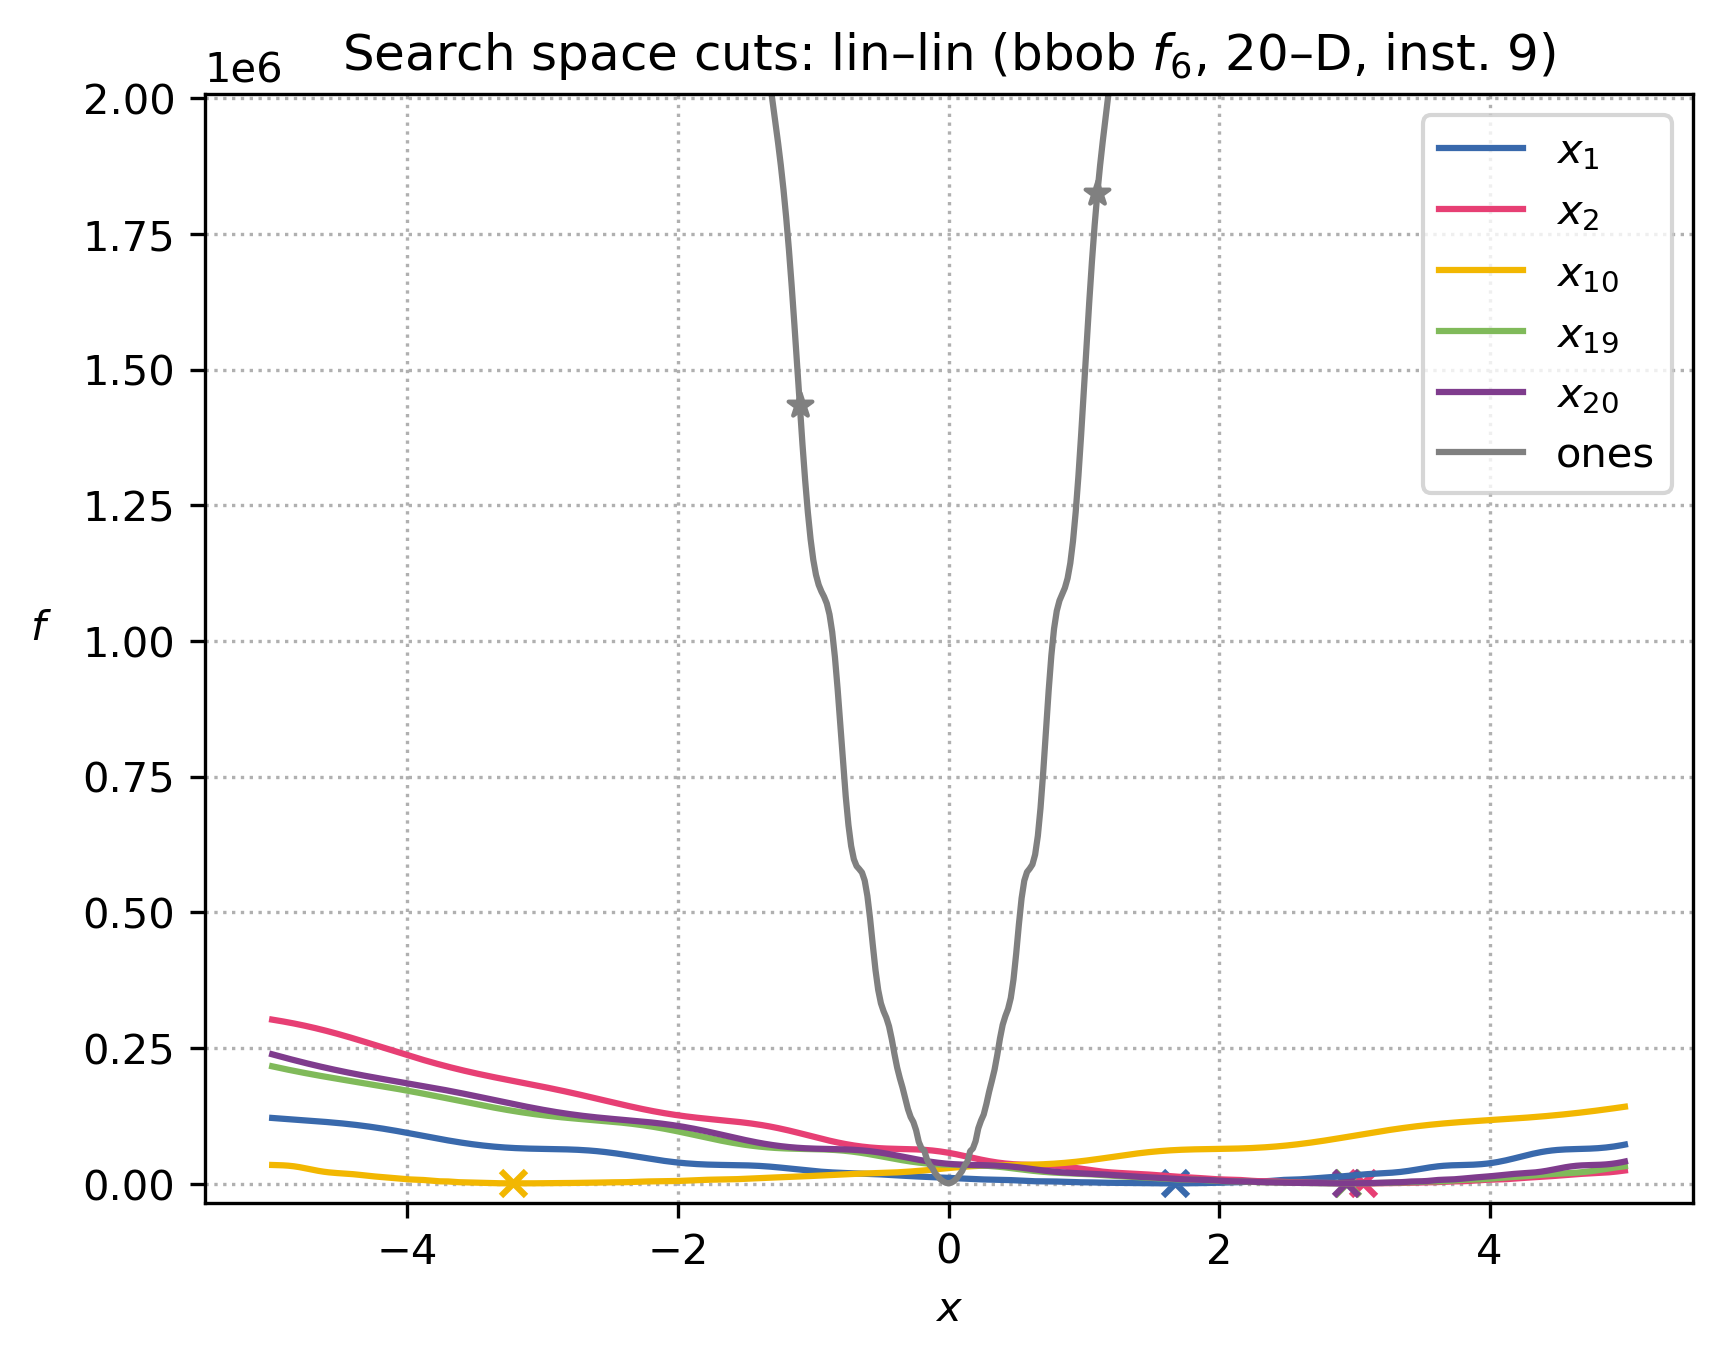 Search space cuts: lin–lin (bbob f₆, 20–D, inst. 9)
1e6
2.00
1.75
1.50
1.25
1.00
0.75
0.50
0.25
0.00
f
x₁
x₂
x₁₀
x₁₉
x₂₀
ones
−4 −2 0 2 4
x